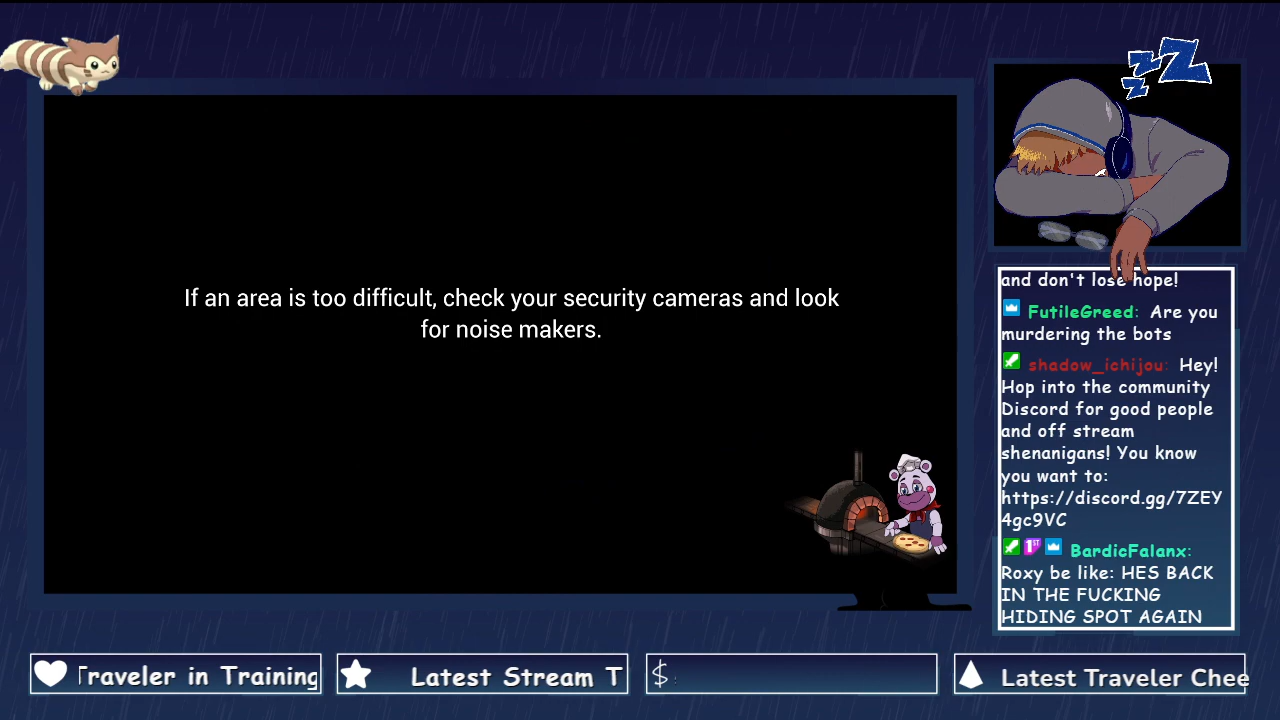 If an area is too difficult, check your security cameras and look
for noise makers.
and don't lose hope!
FutileGreed: Are you
murdering the bots
shadow_ichijou: Hey!
Hop into the community
Discord for good people
and off stream
shenanigans! You know
you want to:
https://discord.gg/7ZEY
4gc9VC
1ST BardicFalanx:
Roxy be like: HES BACK
IN THE FUCKING
HIDING SPOT AGAIN
Traveler in Training
Latest Stream T
$ :
Latest Traveler Chee